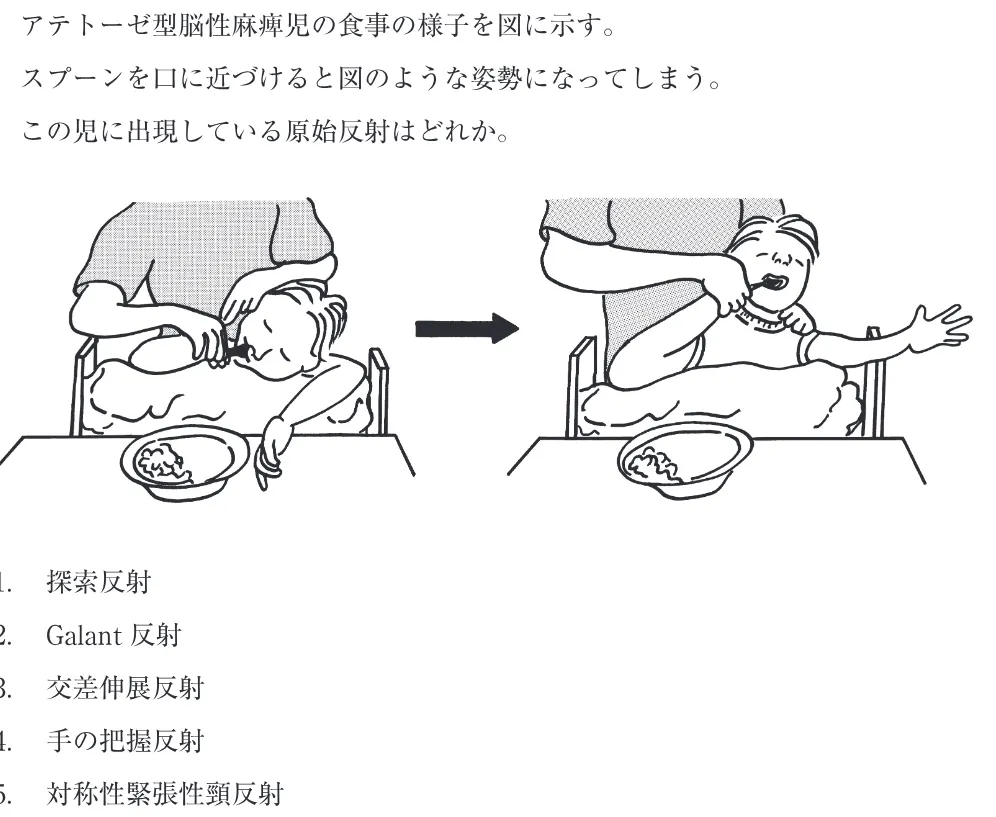 アテトーゼ型脳性麻痺児の食事の様子を図に示す。
スプーンを口に近づけると図のような姿勢になってしまう。
この児に出現している原始反射はどれか。
1. 探索反射
2. Galant 反射
3. 交差伸展反射
4. 手の把握反射
5. 対称性緊張性頸反射